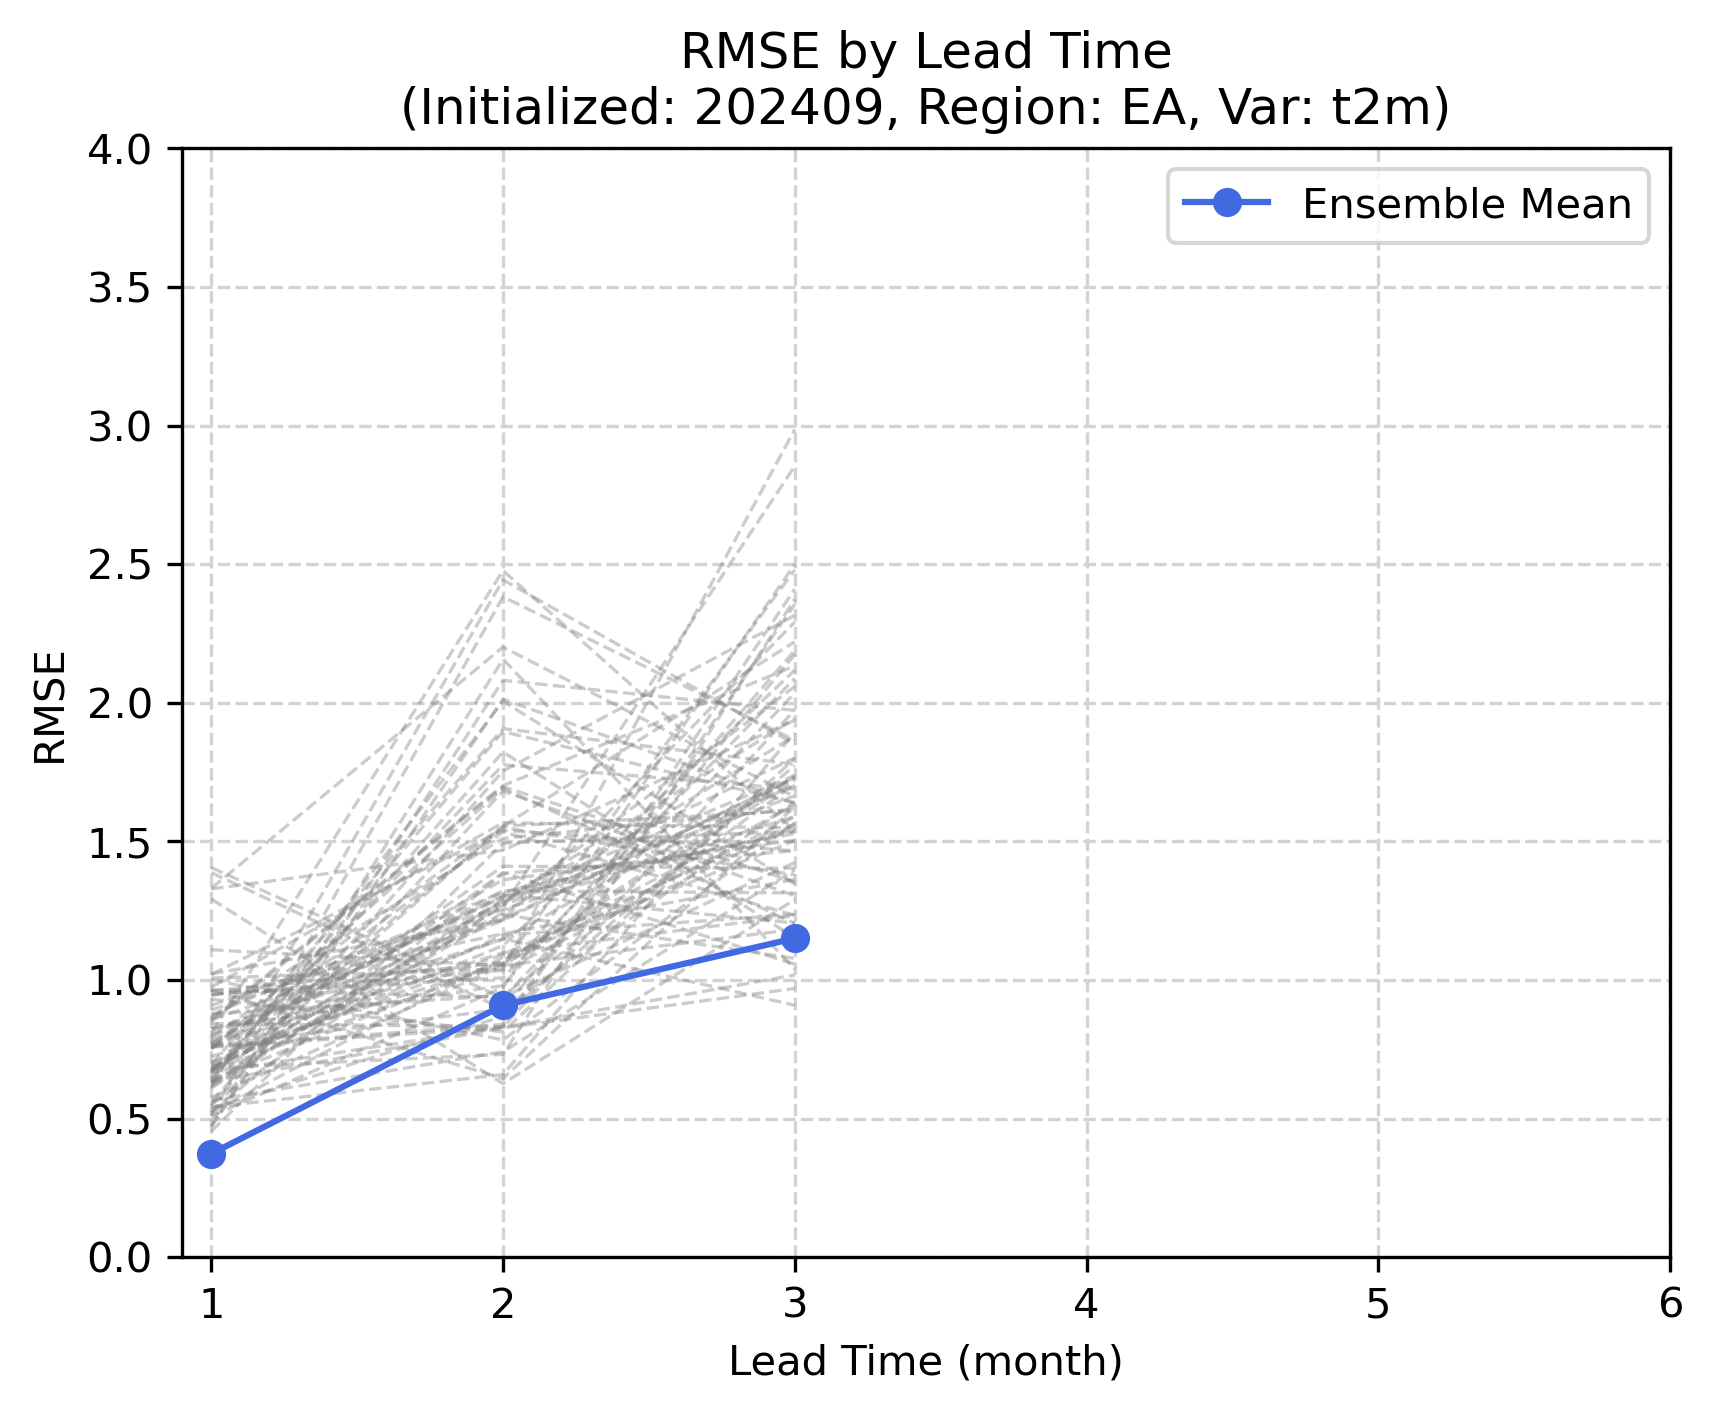 RMSE by Lead Time
(Initialized: 202409, Region: EA, Var: t2m)
4.0
3.5
3.0
2.5
2.0
1.5
1.0
0.5
0.0
RMSE
Ensemble Mean
1 2 3 4 5 6
Lead Time (month)